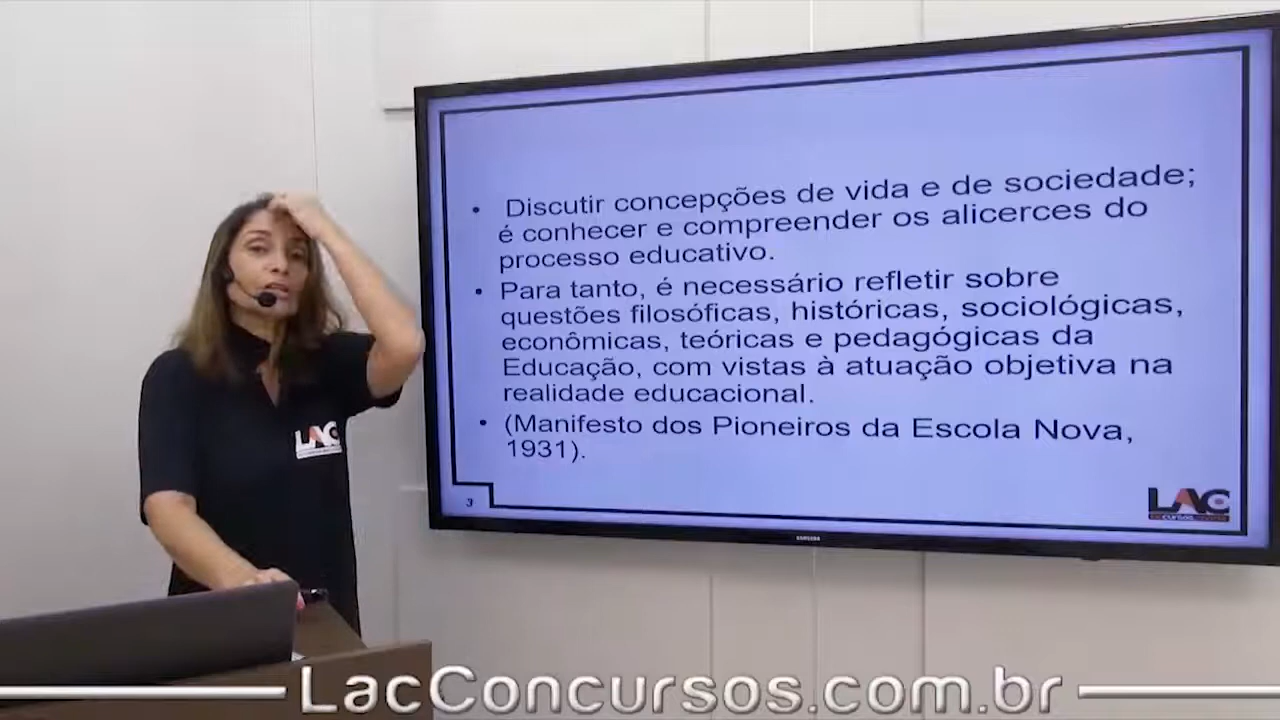 Discutir concepções de vida e de sociedade;
é conhecer e compreender os alicerces do
processo educativo.
Para tanto, é necessário refletir sobre
questões filosóficas, históricas, sociológicas,
econômicas, teóricas e pedagógicas da
Educação, com vistas à atuação objetiva na
realidade educacional.
(Manifesto dos Pioneiros da Escola Nova,
1931).
3
LAC
LAC
SAMSUNG
LacConcursos.com.br